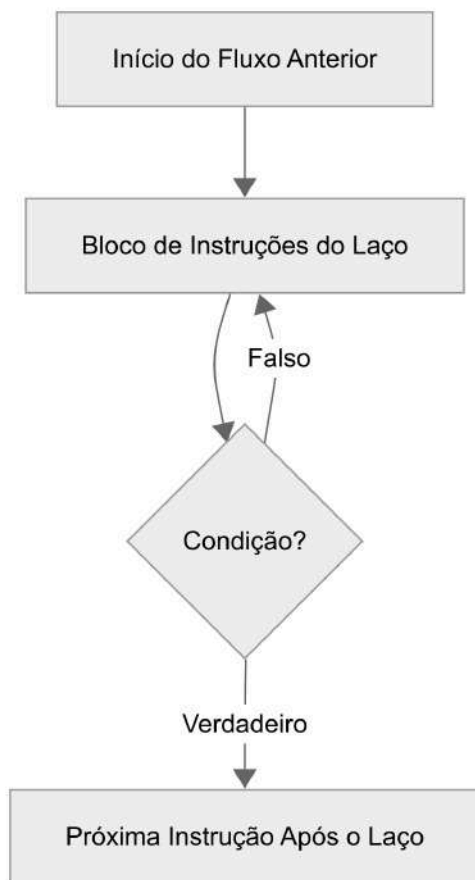 Início do Fluxo Anterior
Bloco de Instruções do Laço
Falso
Condição?
Verdadeiro
Próxima Instrução Após o Laço